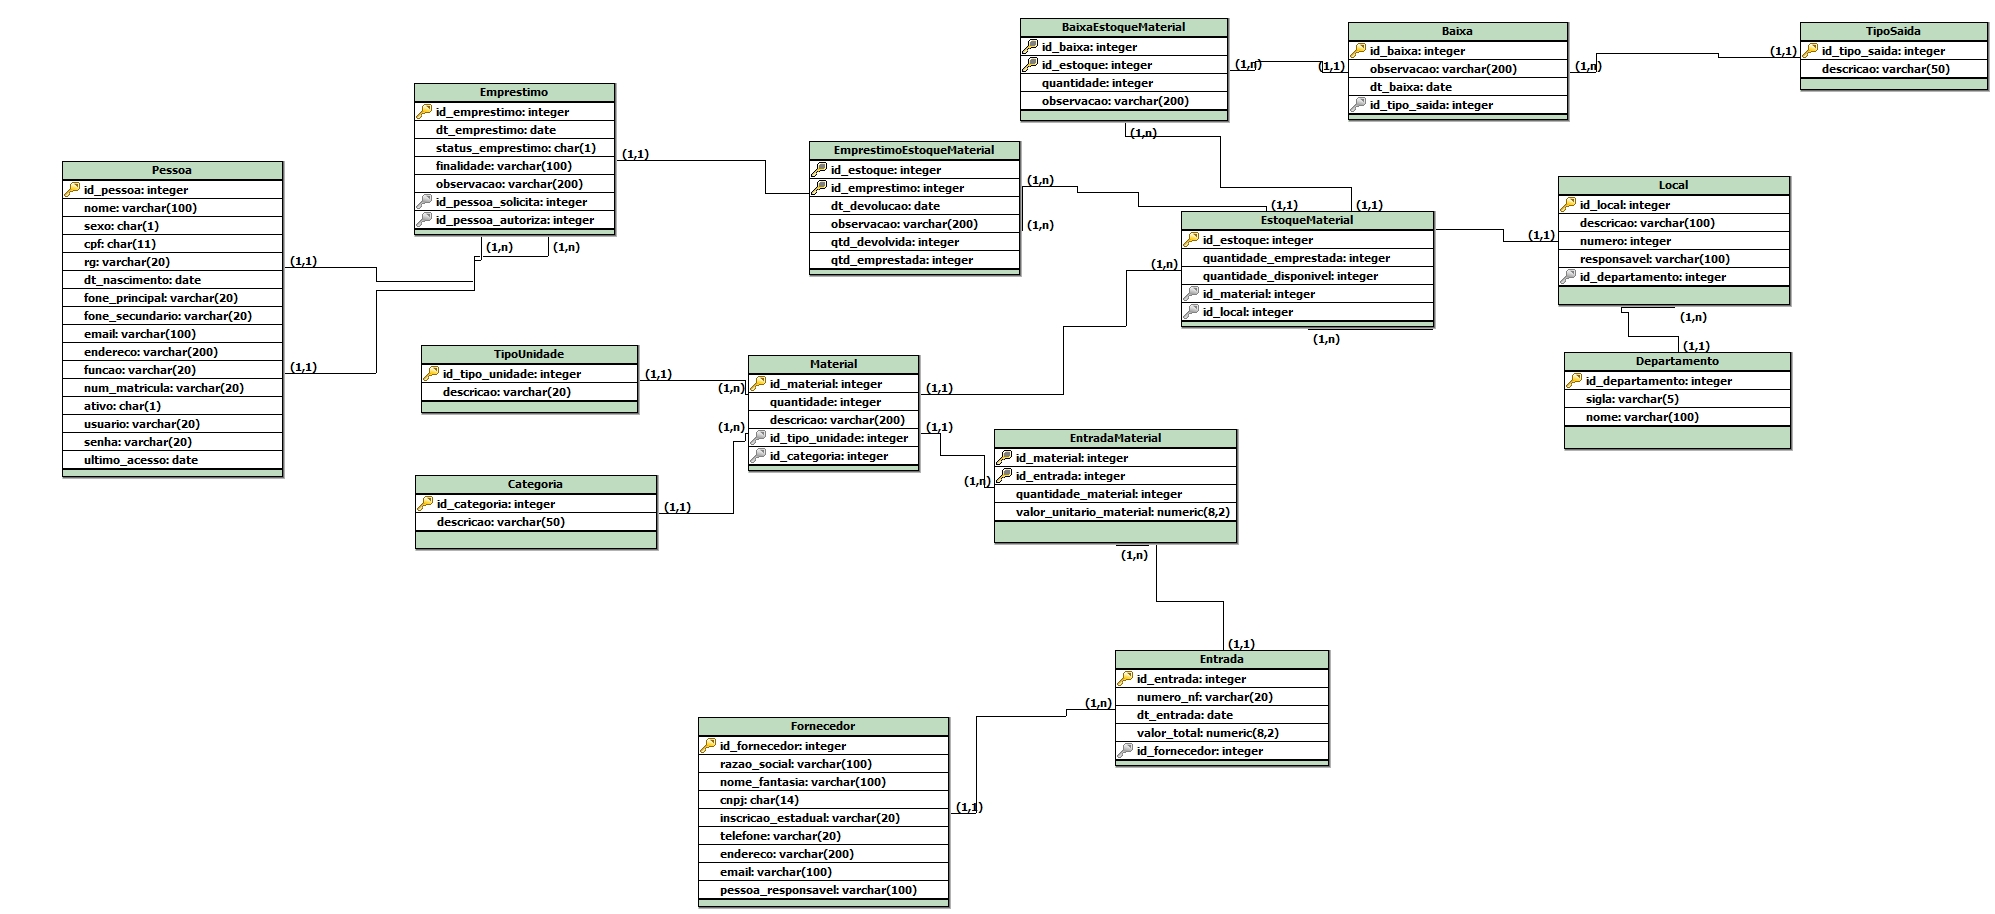 BaixaEstoqueMaterial
id_baixa: integer
id_estoque: integer
quantidade: integer
observacao: varchar(200)
(1,n)
(1,n)
(1,1)
Baixa
id_baixa: integer
observacao: varchar(200)
dt_baixa: date
id_tipo_saida: integer
(1,n)
(1,1)
TipoSaida
id_tipo_saida: integer
descricao: varchar(50)
Emprestimo
id_emprestimo: integer
dt_emprestimo: date
status_emprestimo: char(1)
finalidade: varchar(100)
observacao: varchar(200)
id_pessoa_solicita: integer
id_pessoa_autoriza: integer
(1,1)
(1,n)
(1,n)
EmprestimoEstoqueMaterial
id_estoque: integer
id_emprestimo: integer
dt_devolucao: date
observacao: varchar(200)
qtd_devolvida: integer
qtd_emprestada: integer
(1,n)
(1,n)
Pessoa
id_pessoa: integer
nome: varchar(100)
sexo: char(1)
cpf: char(11)
rg: varchar(20)
dt_nascimento: date
fone_principal: varchar(20)
fone_secundario: varchar(20)
email: varchar(100)
endereco: varchar(200)
funcao: varchar(20)
num_matricula: varchar(20)
ativo: char(1)
usuario: varchar(20)
senha: varchar(20)
ultimo_acesso: date
(1,1)
(1,1)
(1,1)
(1,1)
EstoqueMaterial
id_estoque: integer
quantidade_emprestada: integer
quantidade_disponivel: integer
id_material: integer
id_local: integer
(1,n)
(1,n)
(1,1)
Local
id_local: integer
descricao: varchar(100)
numero: integer
responsavel: varchar(100)
id_departamento: integer
(1,n)
(1,1)
Departamento
id_departamento: integer
sigla: varchar(5)
nome: varchar(100)
TipoUnidade
id_tipo_unidade: integer
descricao: varchar(20)
(1,1)
(1,n)
Material
id_material: integer
quantidade: integer
descricao: varchar(200)
id_tipo_unidade: integer
id_categoria: integer
(1,1)
(1,n)
(1,1)
Categoria
id_categoria: integer
descricao: varchar(50)
(1,1)
EntradaMaterial
id_material: integer
id_entrada: integer
quantidade_material: integer
valor_unitario_material: numeric(8,2)
(1,n)
(1,n)
(1,1)
Entrada
id_entrada: integer
numero_nf: varchar(20)
dt_entrada: date
valor_total: numeric(8,2)
id_fornecedor: integer
(1,n)
Fornecedor
id_fornecedor: integer
razao_social: varchar(100)
nome_fantasia: varchar(100)
cnpj: char(14)
inscricao_estadual: varchar(20)
telefone: varchar(20)
endereco: varchar(200)
email: varchar(100)
pessoa_responsavel: varchar(100)
(1,1)